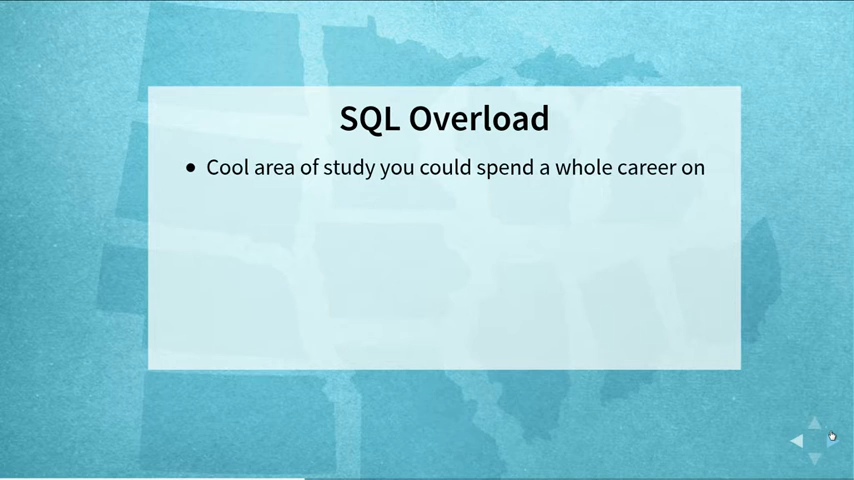 SQL Overload
• Cool area of study you could spend a whole career on